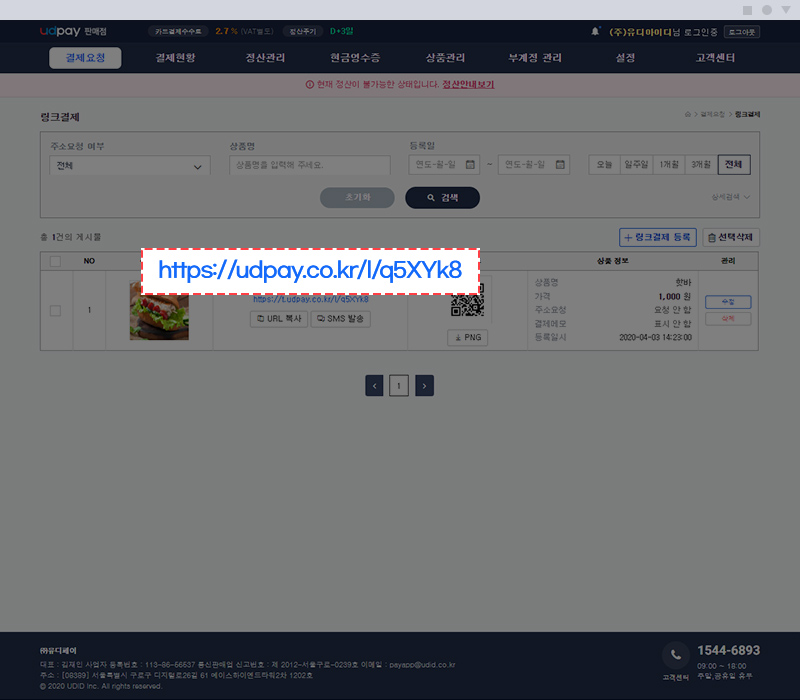 udpay 판매점 카드결제수수료 2.7 % (VAT별도) 정산주기 D+3일 (주)유디아이디님 로그인중 로그아웃
결제요청 결제현황 정산관리 현금영수증 상품관리 부계정 관리 설정 고객센터
현재 정산이 불가능한 상태입니다. 정산안내보기
링크결제 > 결제요청 > 링크결제
주소요청 여부 상품명 등록일
전체 상품명을 입력해 주세요. 연도-월-일 ~ 연도-월-일 오늘 일주일 1개월 3개월 전체
초기화 검색 상세검색
총 1건의 게시물 + 링크결제 등록 선택삭제
NO 상품 정보 관리
https://udpay.co.kr/l/q5XYk8
1
https://t.udpay.co.kr/l/q5XYk8
URL 복사 SMS 발송
PNG
상품명 핫바
가격 1,000 원
주소요청 요청 안 함
결제메모 표시 안 함
등록일시 2020-04-03 14:23:00
수정
삭제
< 1 >
㈜유디페이
대표 : 김재인 사업자 등록번호 : 113-86-56537 통신판매업 신고번호 : 제 2012-서울구로-0239호 이메일 : payapp@udid.co.kr
주소 : [08389] 서울특별시 구로구 디지털로26길 61 에이스하이엔드타워2차 1202호
© 2020 UDID Inc. All rights reserved.
고객센터
1544-6893
09:00 ~ 18:00
주말,공휴일 휴무